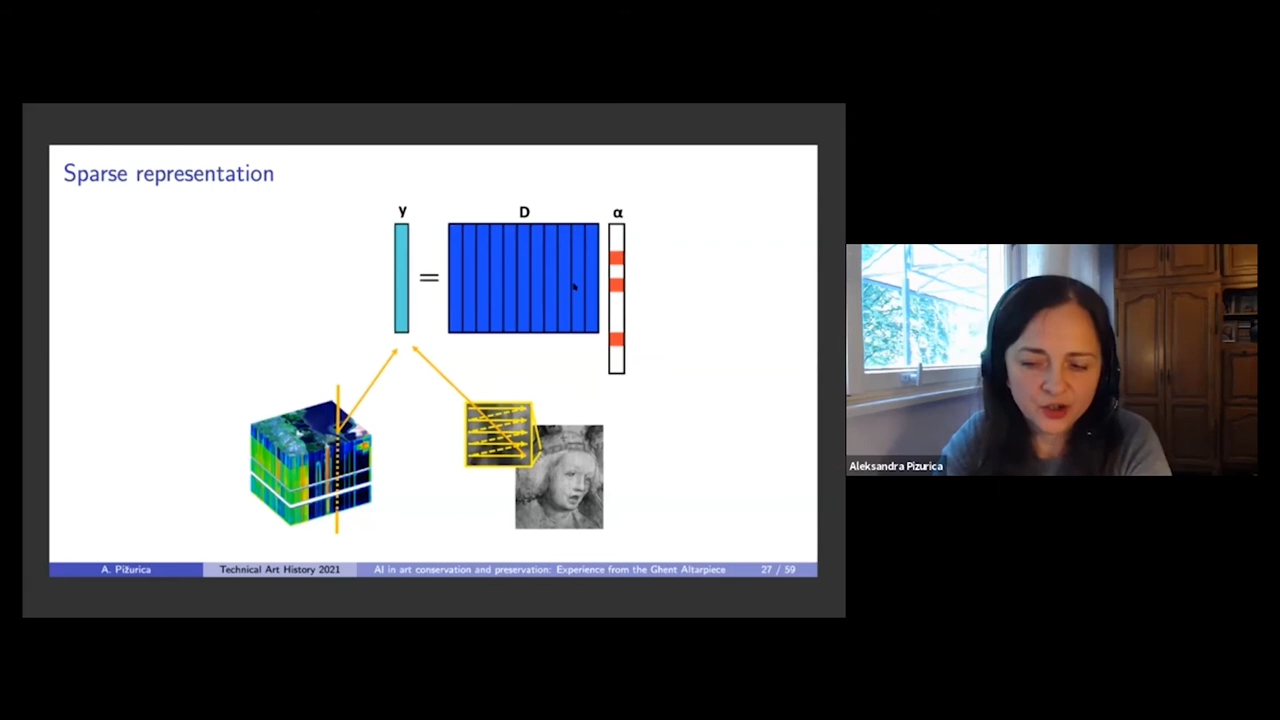 Sparse representation
y
D
α
=
A. Pižurica
Technical Art History 2021
AI in art conservation and preservation: Experience from the Ghent Altarpiece
27 / 59
Aleksandra Pizurica